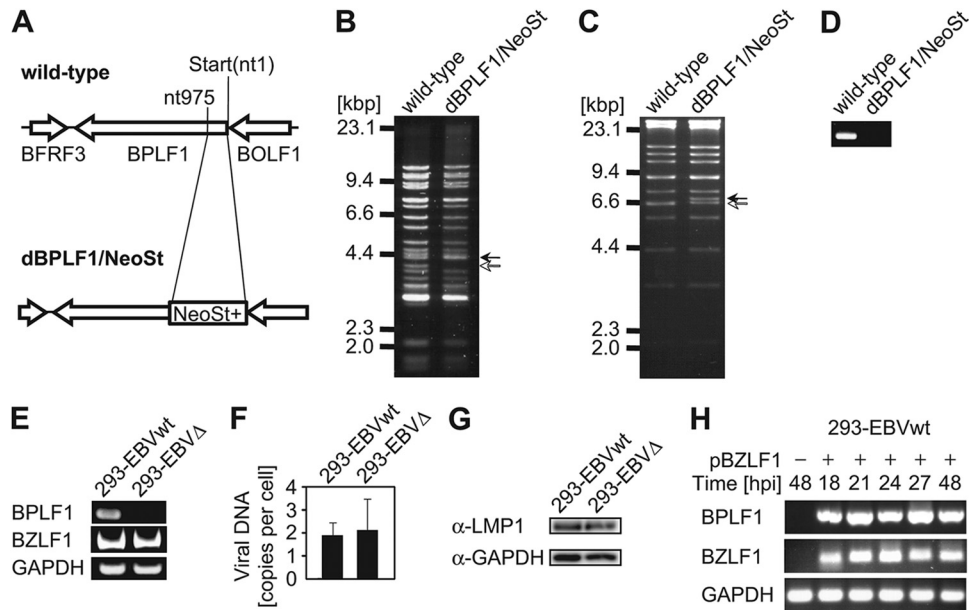 A
wild-type
Start(nt1)
nt975
BFRF3 BPLF1 BOLF1
dBPLF1/NeoSt
NeoSt+
B
wild-type
dBPLF1/NeoSt
[kbp]
23.1
9.4
6.6
4.4
2.3
2.0
C
wild-type
dBPLF1/NeoSt
[kbp]
23.1
9.4
6.6
4.4
2.3
2.0
D
wild-type
dBPLF1/NeoSt
E
293-EBVwt
293-EBVΔ
BPLF1
BZLF1
GAPDH
F
293-EBVwt
293-EBVΔ
Viral DNA
[copies per cell]
4
3
2
1
0
G
293-EBVwt
293-EBVΔ
α-LMP1
α-GAPDH
H
293-EBVwt
pBZLF1 – + + + + +
Time [hpi] 48 18 21 24 27 48
BPLF1
BZLF1
GAPDH